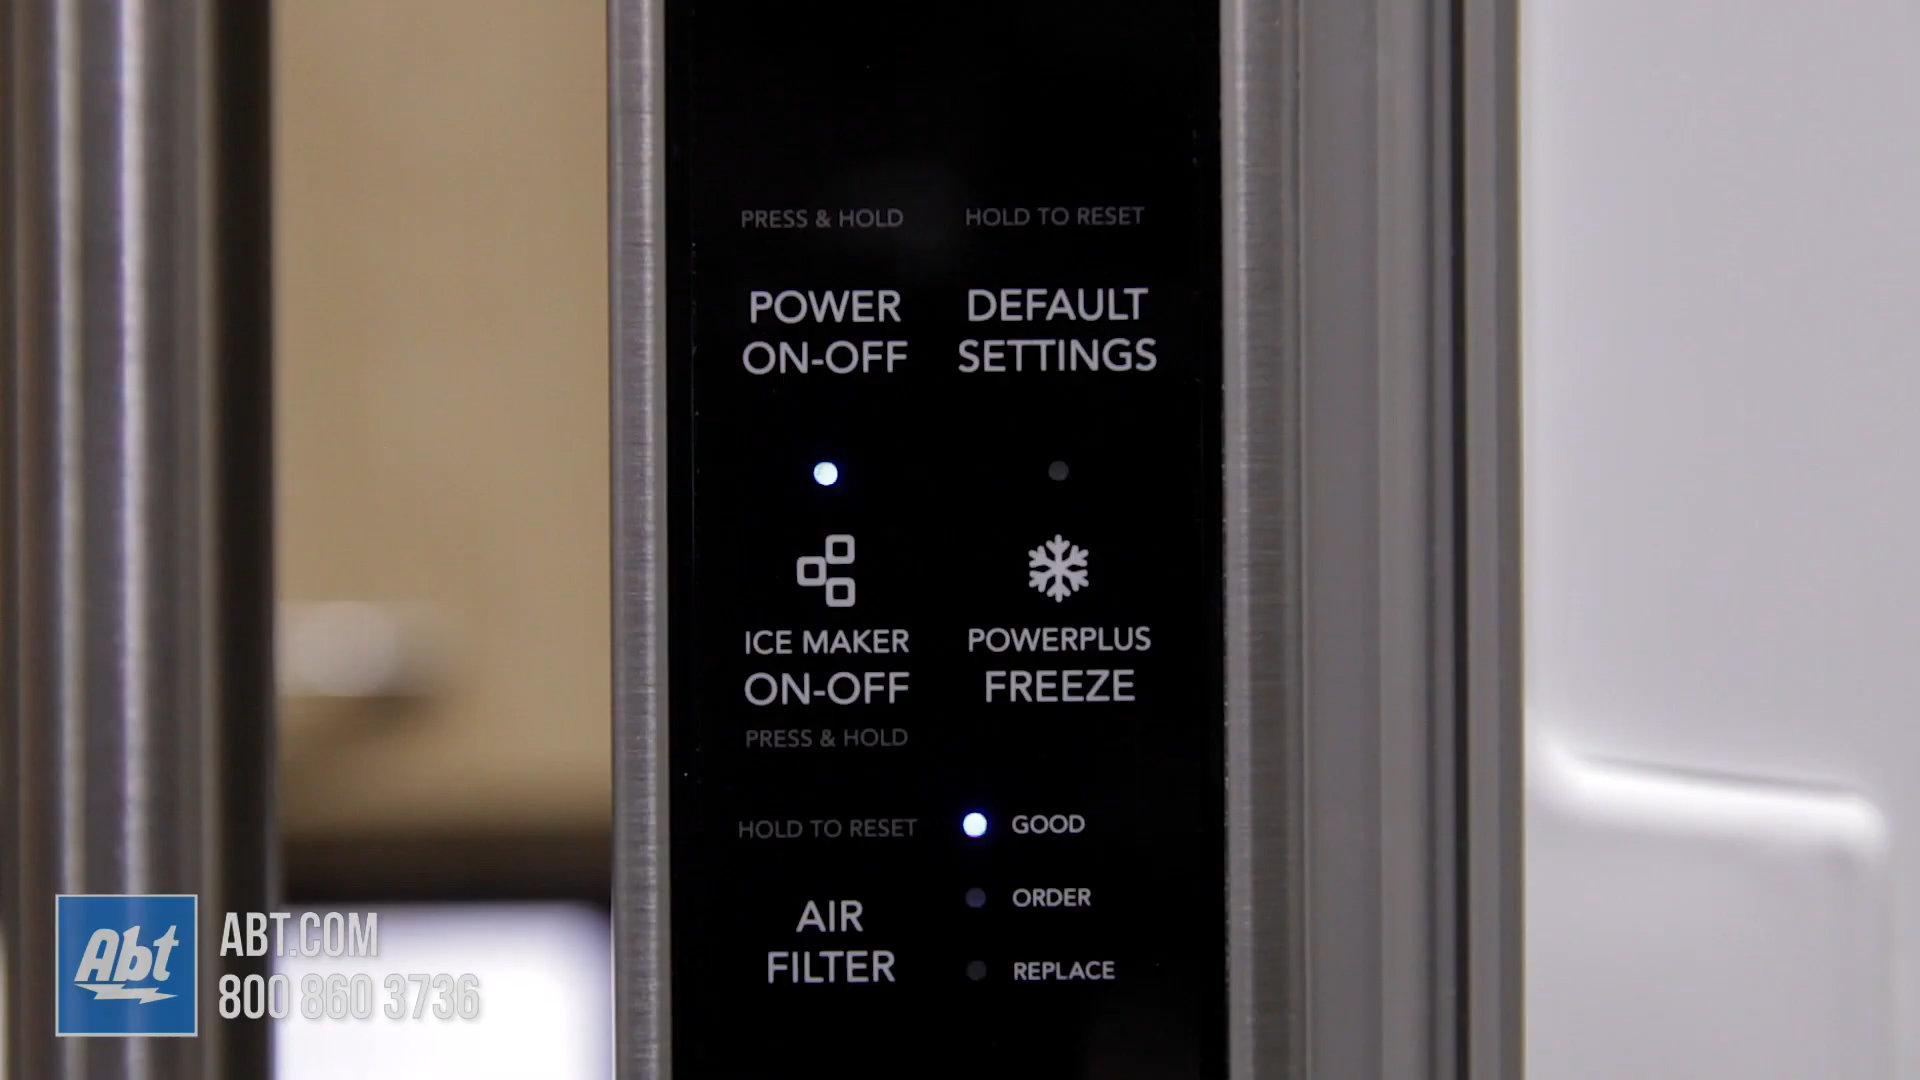 PRESS & HOLD
HOLD TO RESET
POWER
ON-OFF
DEFAULT
SETTINGS
ICE MAKER
ON-OFF
PRESS & HOLD
POWERPLUS
FREEZE
HOLD TO RESET
AIR
FILTER
GOOD
ORDER
REPLACE
Abt
ABT.COM
800 860 3736